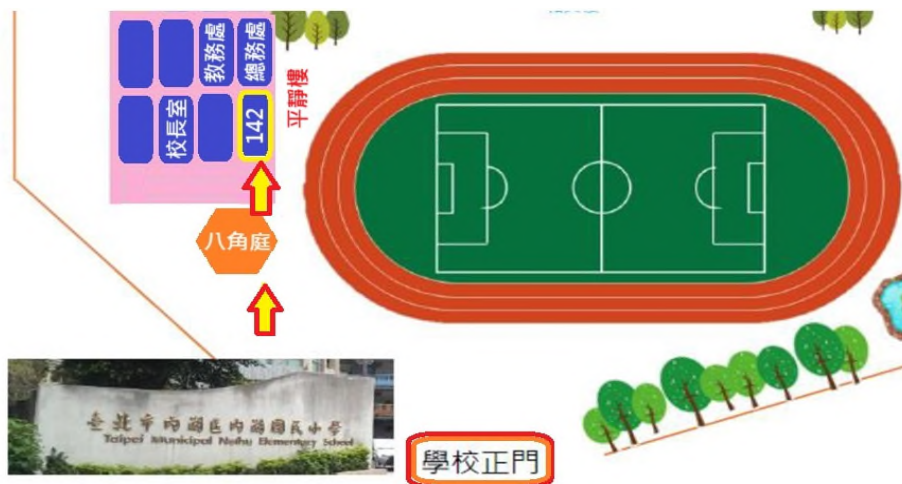 教務處
總務處
校長室
142
平靜樓
八角庭
臺北市內湖區內湖國民小學
Taipei Municipal Neihu Elementary School
學校正門